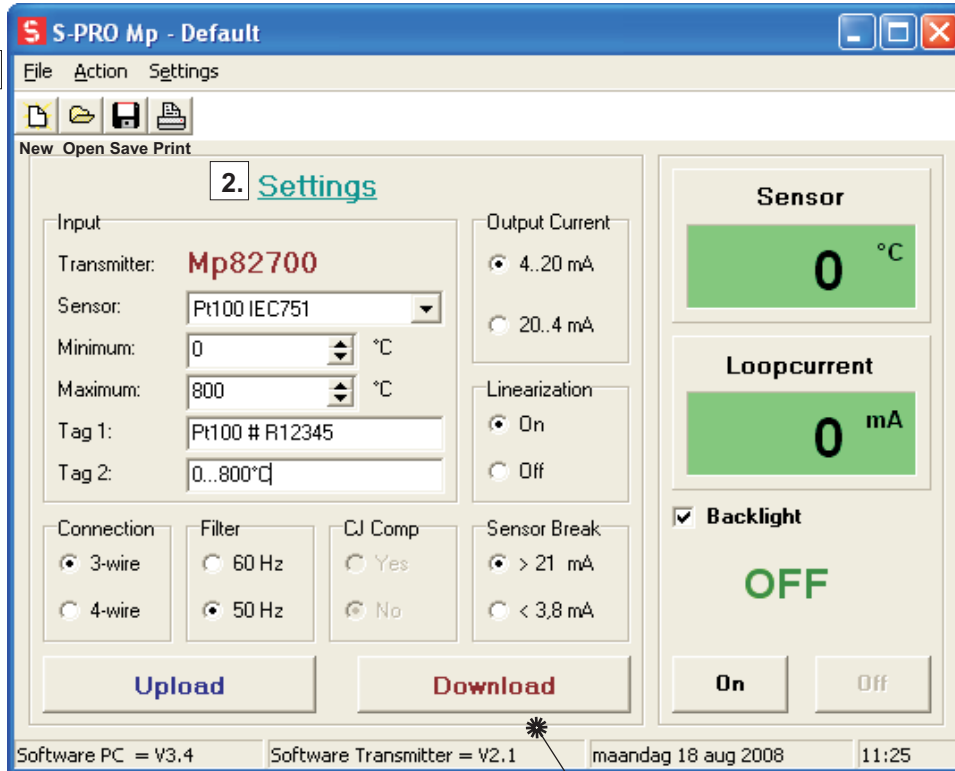 S S-PRO Mp - Default
File Action Settings
New Open Save Print
2. Settings
Input
Transmitter: Mp82700
Sensor: Pt100 IEC751
Minimum: 0 °C
Maximum: 800 °C
Tag 1: Pt100 # R12345
Tag 2: 0...800°C
Output Current
4..20 mA
20..4 mA
Linearization
On
Off
Connection
3-wire
4-wire
Filter
60 Hz
50 Hz
CJ Comp
Yes
No
Sensor Break
> 21 mA
< 3,8 mA
Upload Download
Sensor
0 °C
Loopcurrent
0 mA
Backlight
OFF
On Off
Software PC = V3.4 Software Transmitter = V2.1 maandag 18 aug 2008 11:25